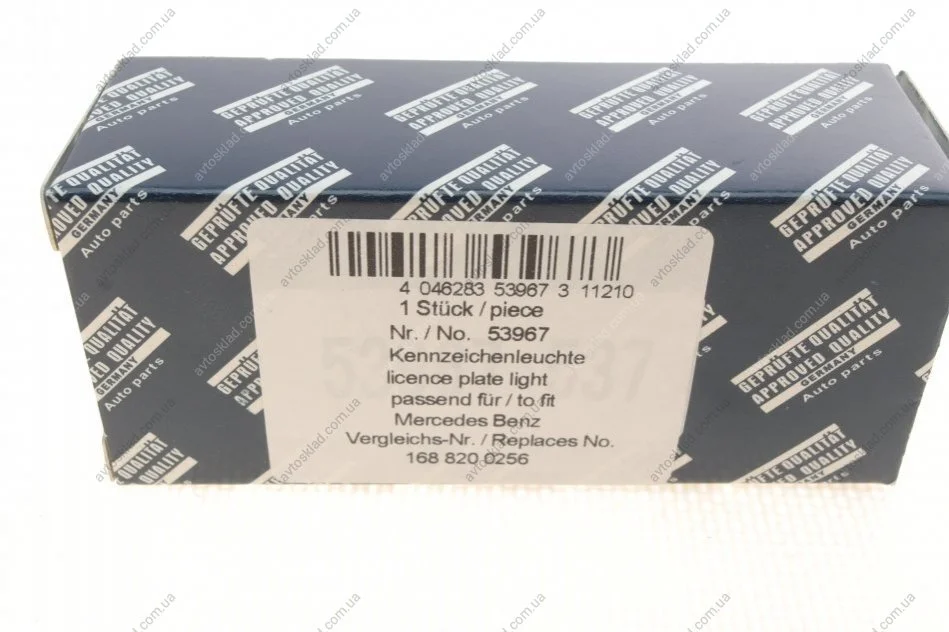 GEPRÜFTE QUALITÄT
APPROVED QUALITY
GERMANY
Auto parts
4 046283 53967 3 11210
1 Stück / piece
Nr. / No. 53967
Kennzeichenleuchte
licence plate light
passend für / to fit
Mercedes Benz
Vergleichs-Nr. / Replaces No.
168 820 0256
avtosklad.com.ua